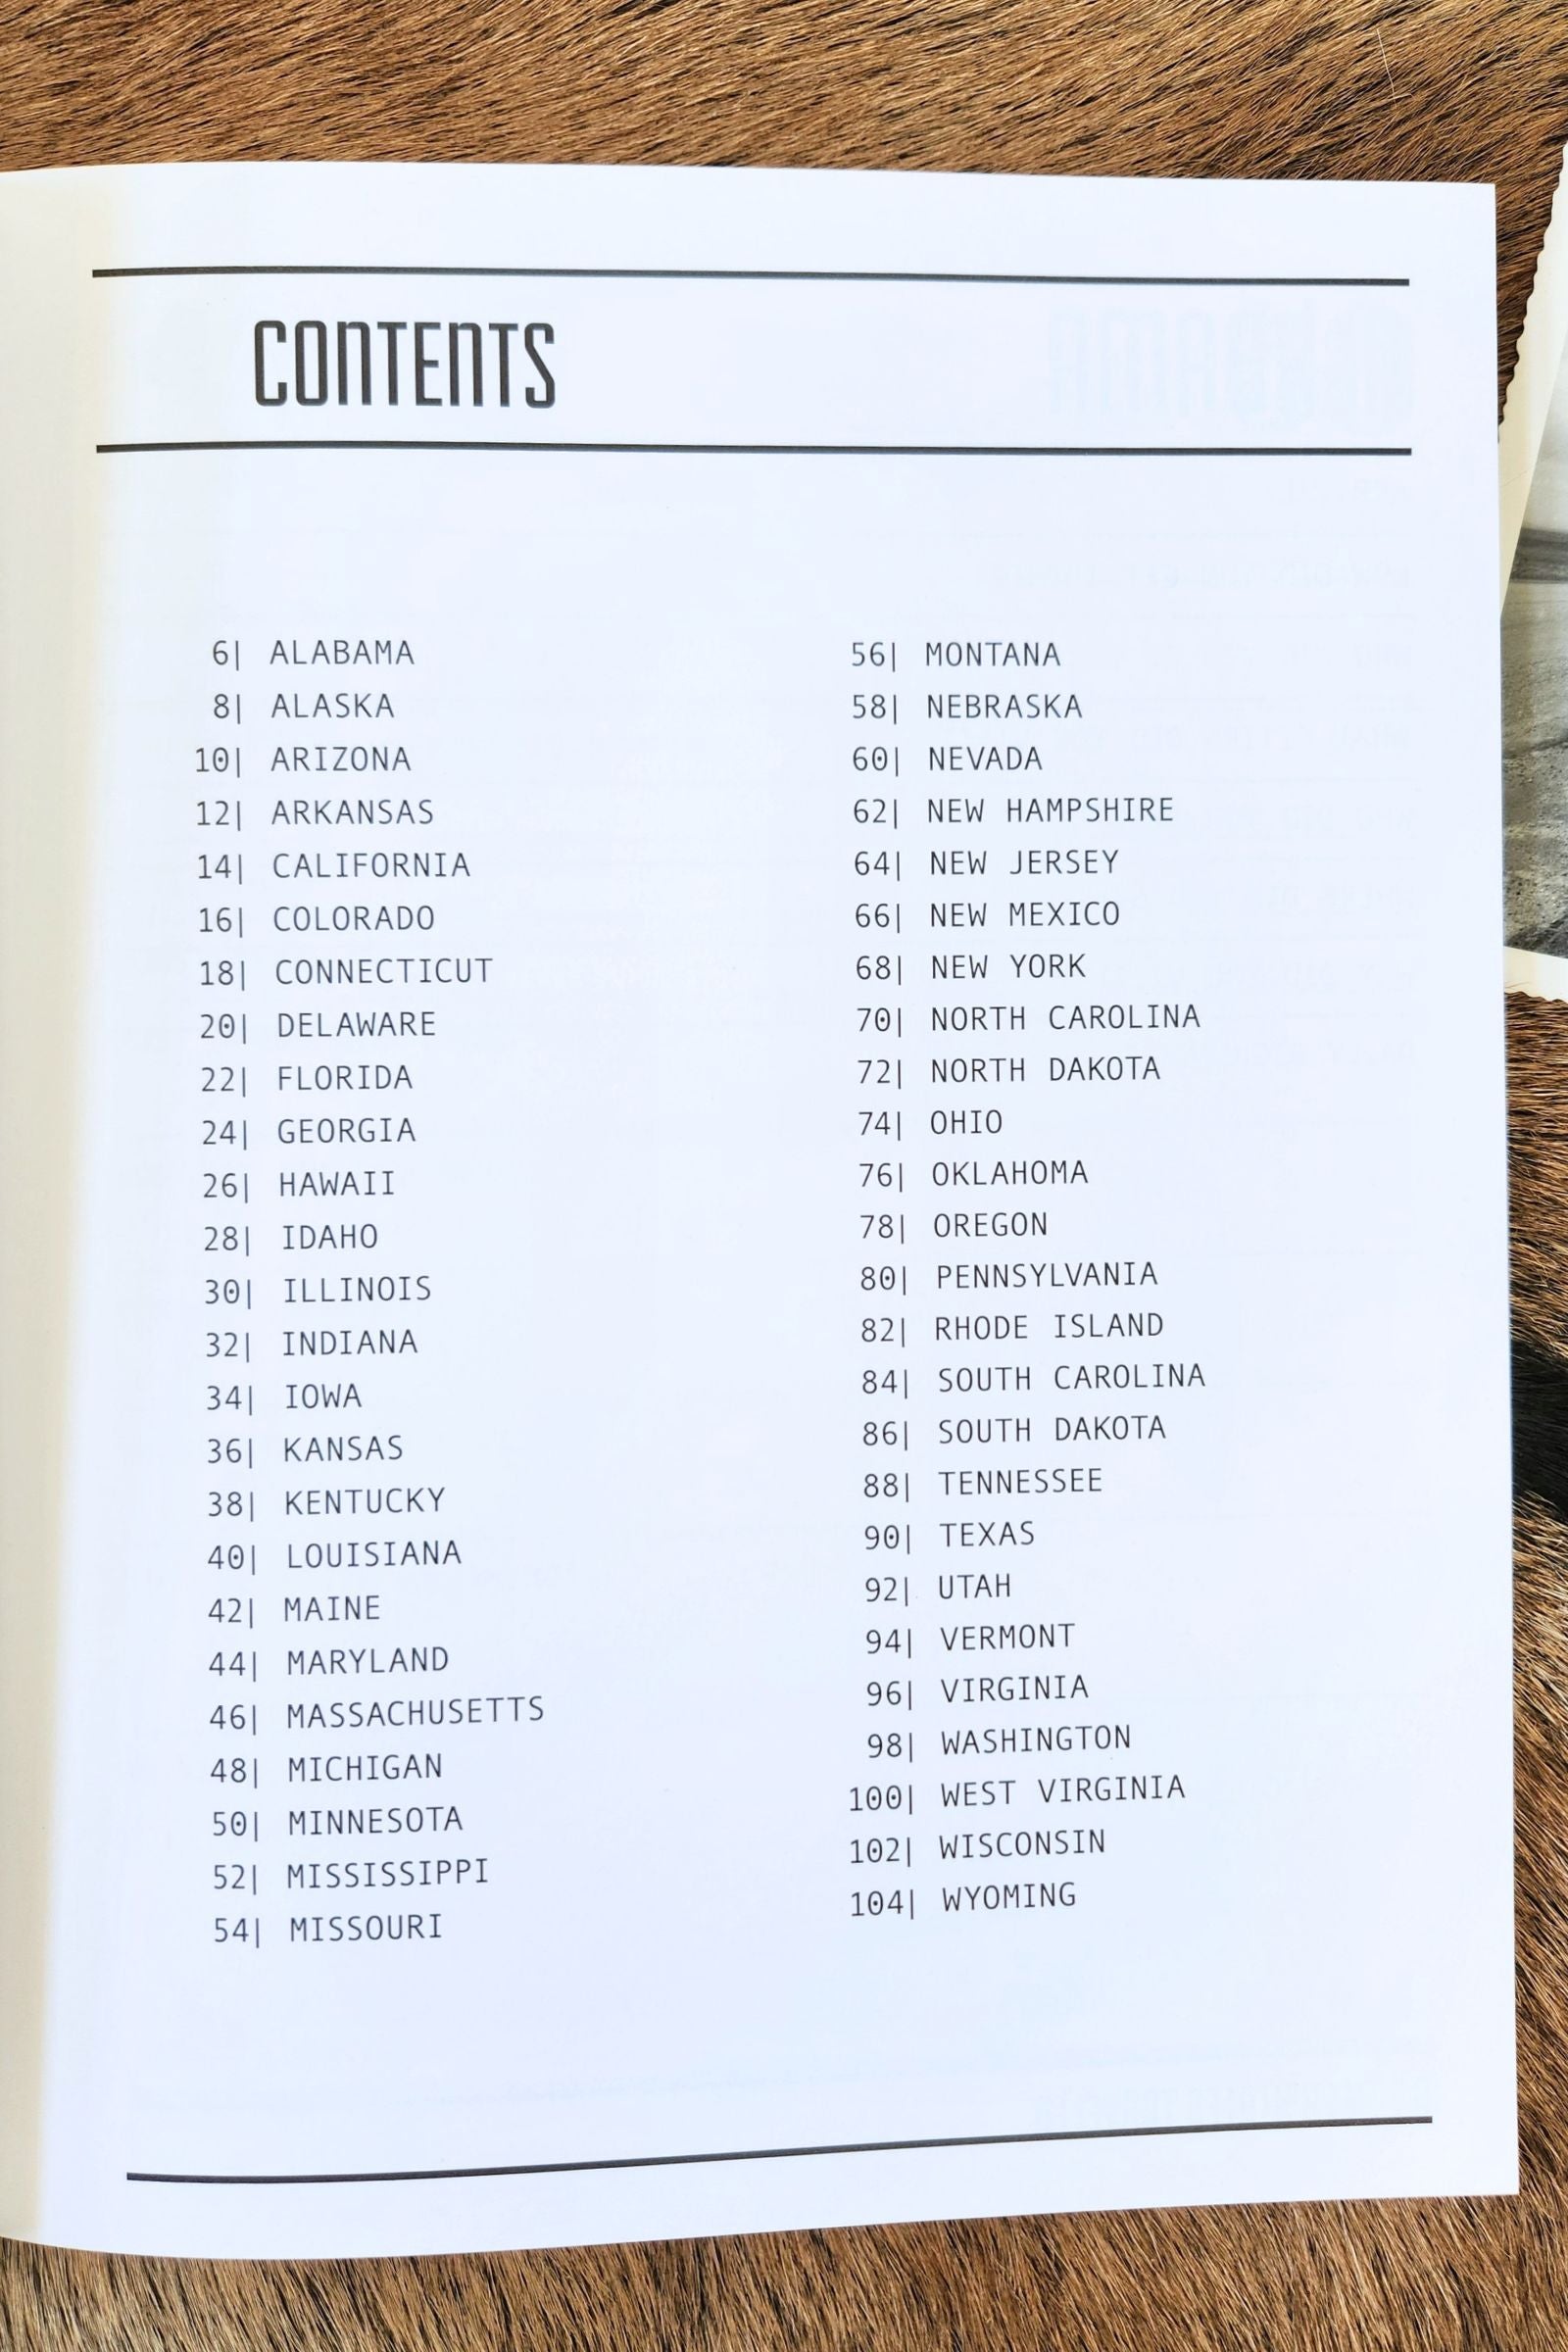 CONTENTS
6| ALABAMA
8| ALASKA
10| ARIZONA
12| ARKANSAS
14| CALIFORNIA
16| COLORADO
18| CONNECTICUT
20| DELAWARE
22| FLORIDA
24| GEORGIA
26| HAWAII
28| IDAHO
30| ILLINOIS
32| INDIANA
34| IOWA
36| KANSAS
38| KENTUCKY
40| LOUISIANA
42| MAINE
44| MARYLAND
46| MASSACHUSETTS
48| MICHIGAN
50| MINNESOTA
52| MISSISSIPPI
54| MISSOURI
56| MONTANA
58| NEBRASKA
60| NEVADA
62| NEW HAMPSHIRE
64| NEW JERSEY
66| NEW MEXICO
68| NEW YORK
70| NORTH CAROLINA
72| NORTH DAKOTA
74| OHIO
76| OKLAHOMA
78| OREGON
80| PENNSYLVANIA
82| RHODE ISLAND
84| SOUTH CAROLINA
86| SOUTH DAKOTA
88| TENNESSEE
90| TEXAS
92| UTAH
94| VERMONT
96| VIRGINIA
98| WASHINGTON
100| WEST VIRGINIA
102| WISCONSIN
104| WYOMING